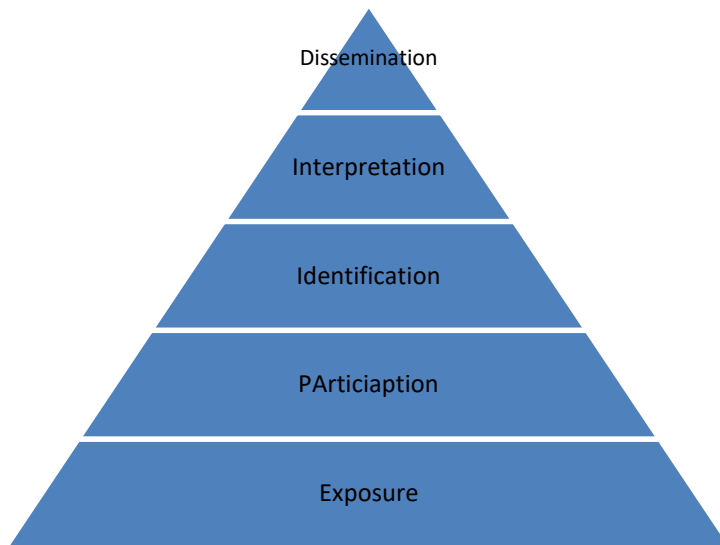 Dissemination
Interpretation
Identification
PArticiaption
Exposure